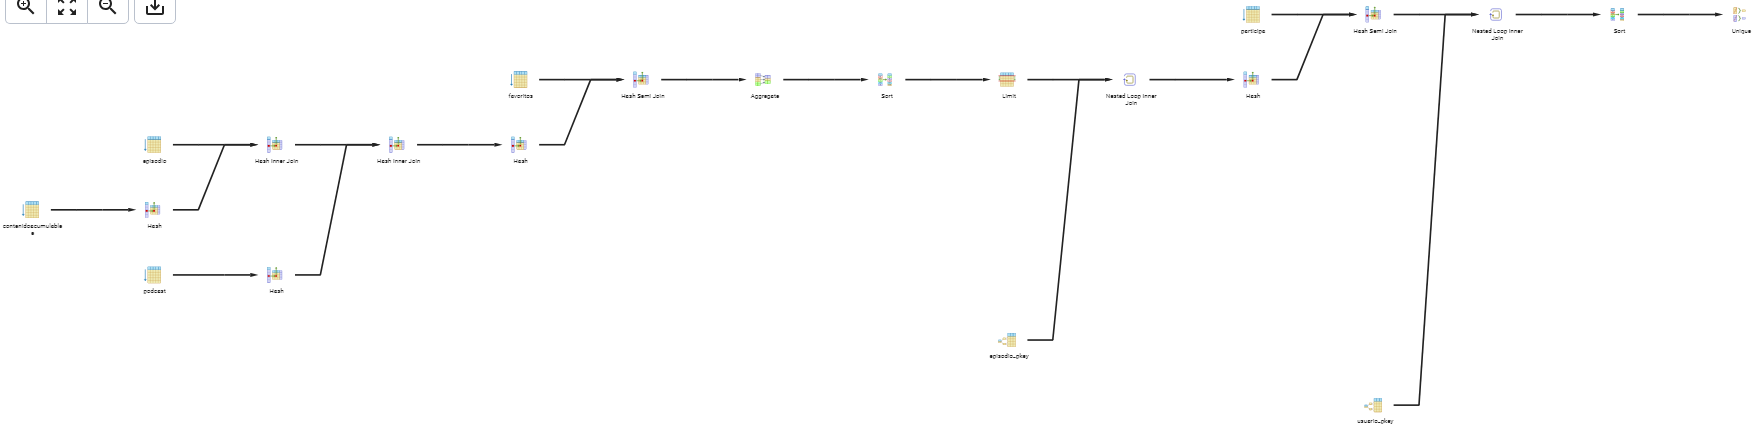 participa
Hash Semi Join
Nested Loop Inner
Join
Sort
Unique
favoritos
Hash Semi Join
Aggregate
Sort
Limit
Nested Loop Inner
Join
Hash
episodio
Hash Inner Join
Hash Inner Join
Hash
contenidoacumulable
s
Hash
podcast
Hash
episodio_pkey
usuario_pkey